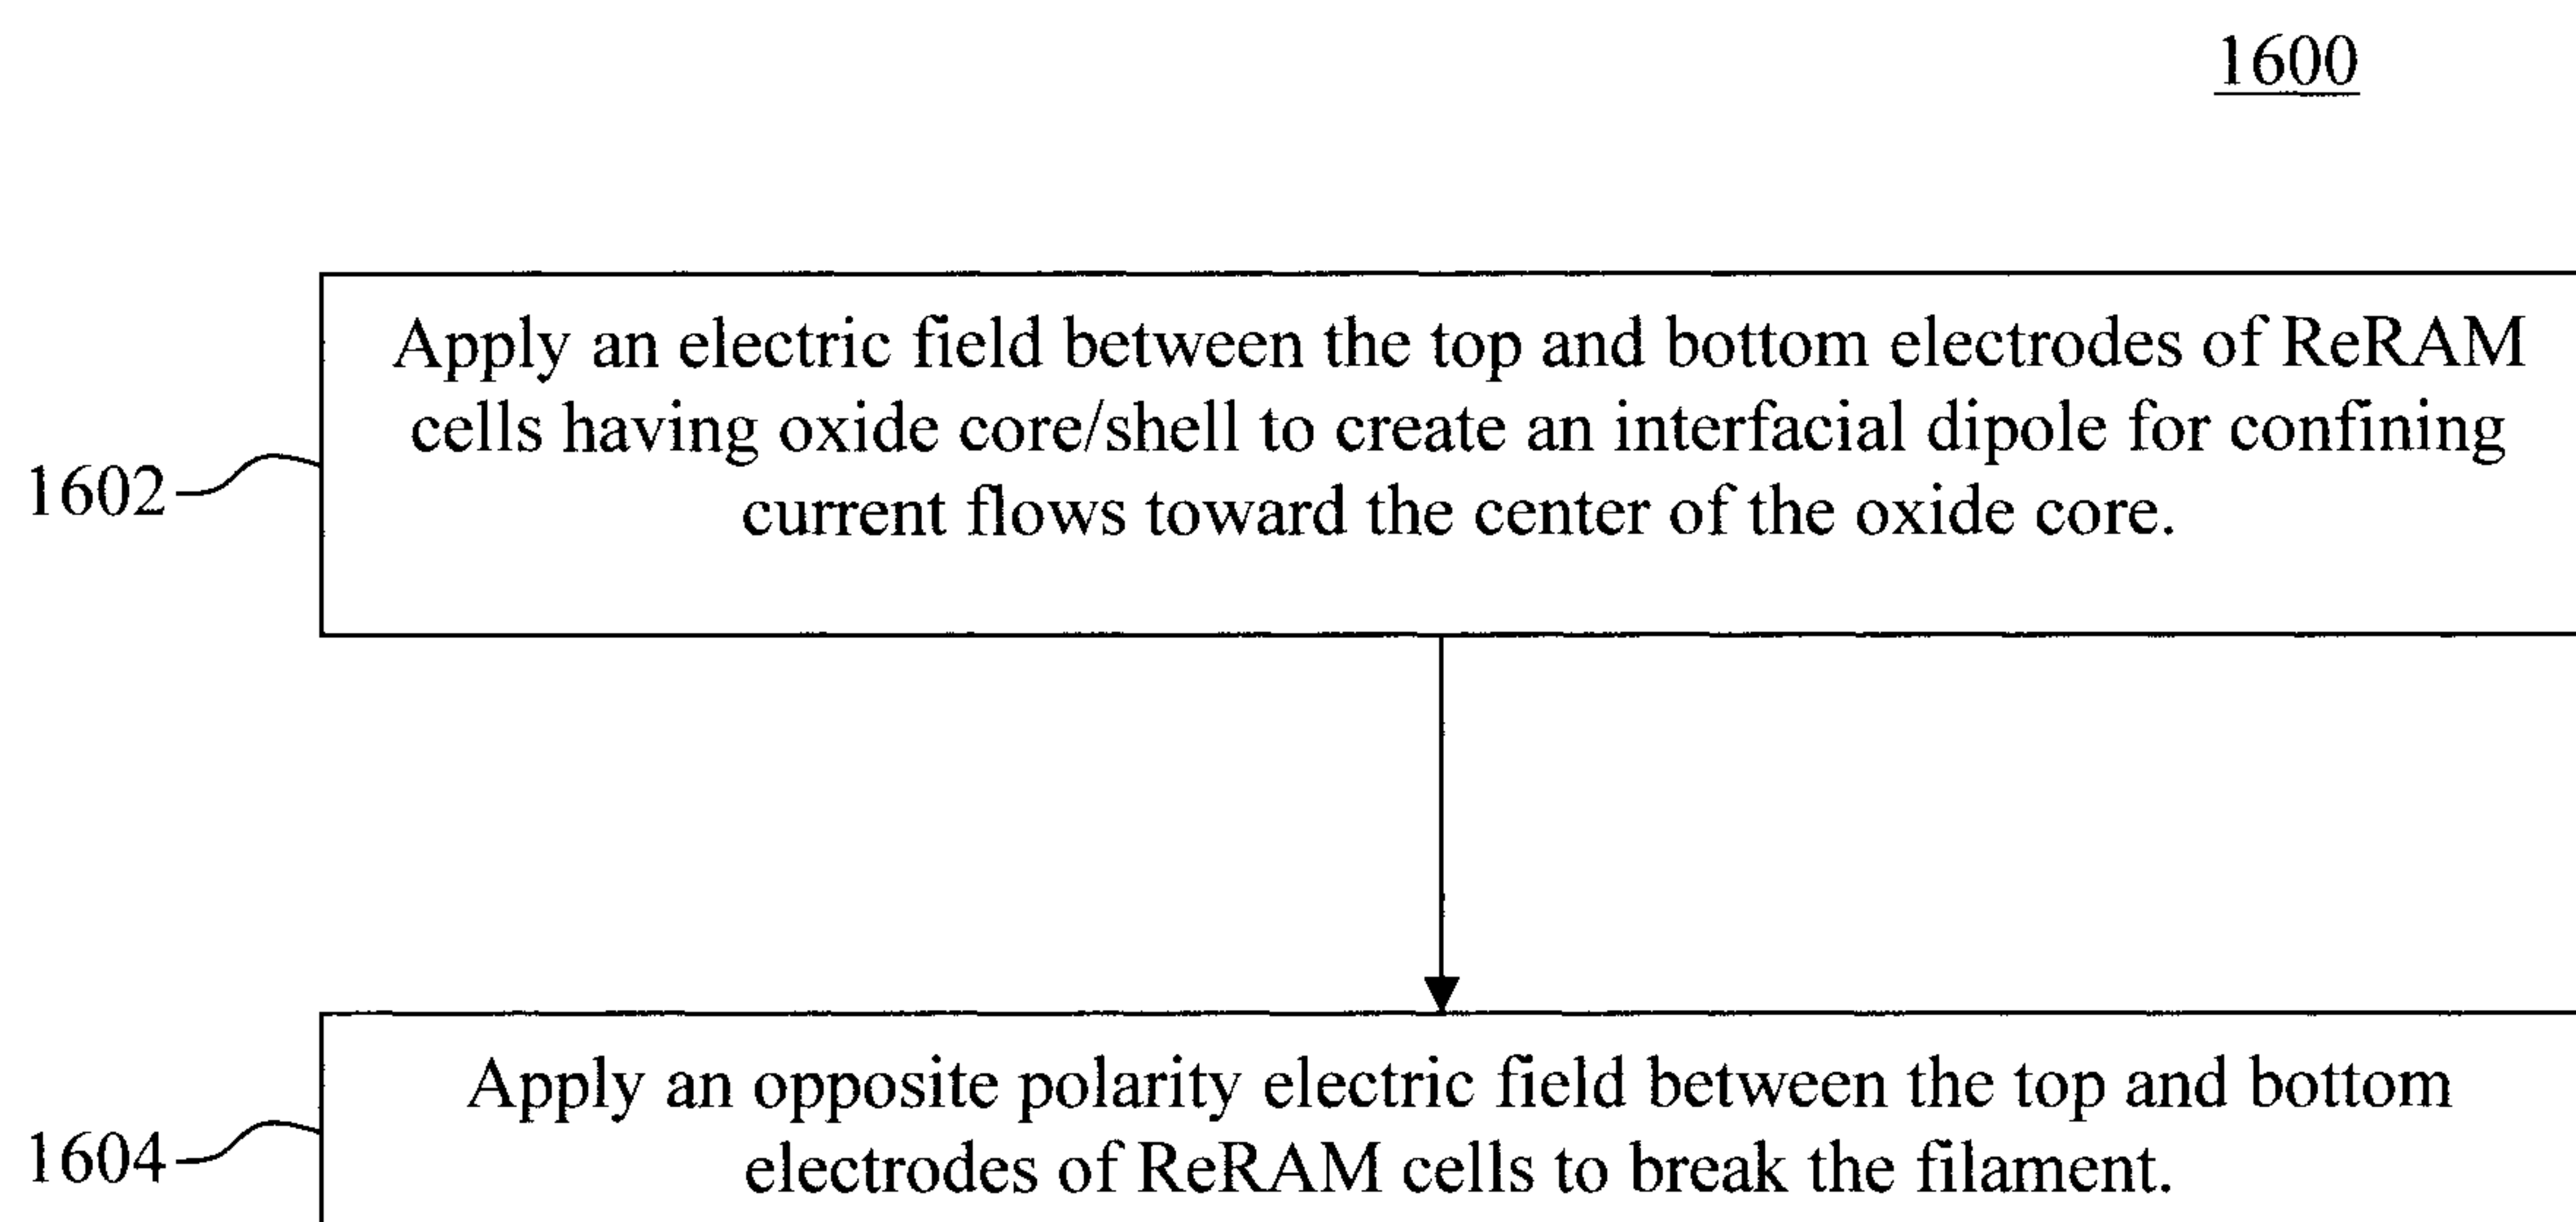 1600
Apply an electric field between the top and bottom electrodes of ReRAM
cells having oxide core/shell to create an interfacial dipole for confining
current flows toward the center of the oxide core.
1602
Apply an opposite polarity electric field between the top and bottom
electrodes of ReRAM cells to break the filament.
1604